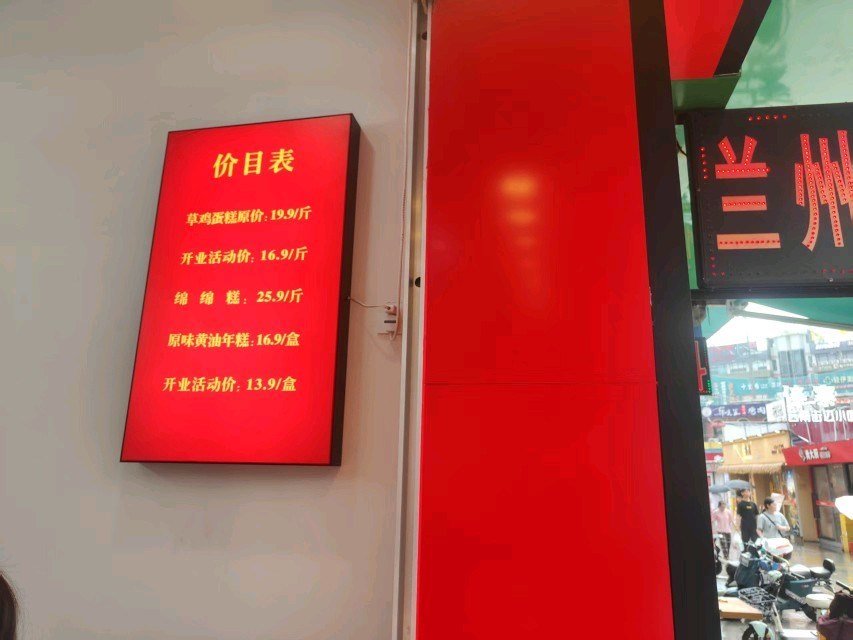 价目表
草鸡蛋糕原价:19.9/斤
开业活动价:16.9/斤
绵 绵 糕: 25.9/斤
原味黄油年糕:16.9/盒
开业活动价:13.9/盒
兰州